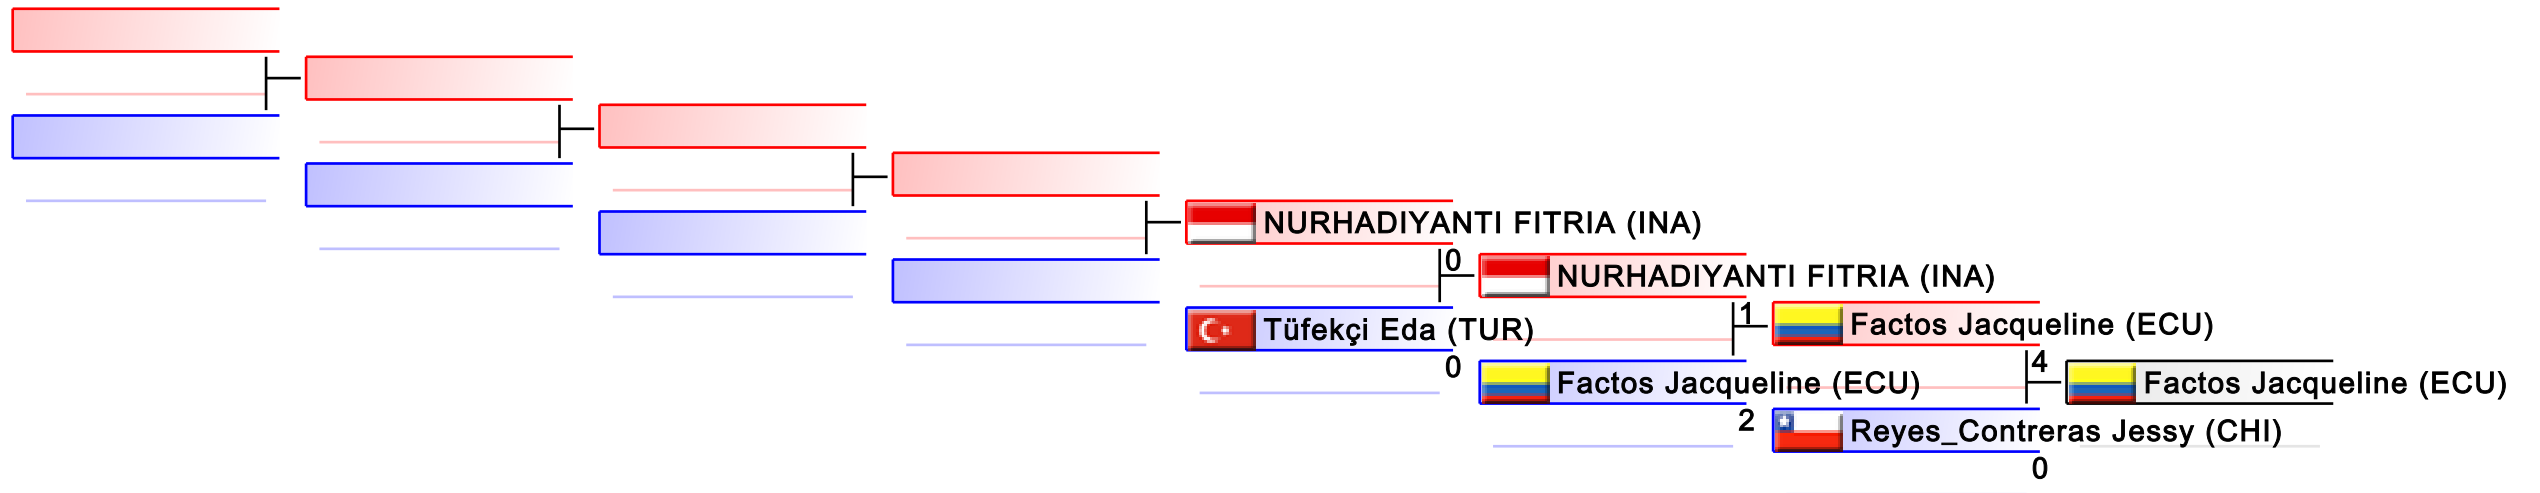 NURHADIYANTI FITRIA (INA)
0
NURHADIYANTI FITRIA (INA)
Tüfekçi Eda (TUR)
0
1
Factos Jacqueline (ECU)
Factos Jacqueline (ECU)
2
4
Factos Jacqueline (ECU)
Reyes_Contreras Jessy (CHI)
0